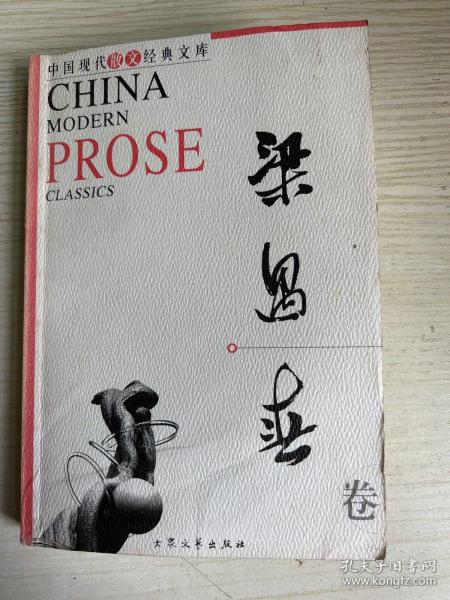 中国现代散文经典文库
CHINA
MODERN
PROSE
CLASSICS
梁遇春
卷
大众文艺出版社
孔夫子旧书网
www.kongfz.com